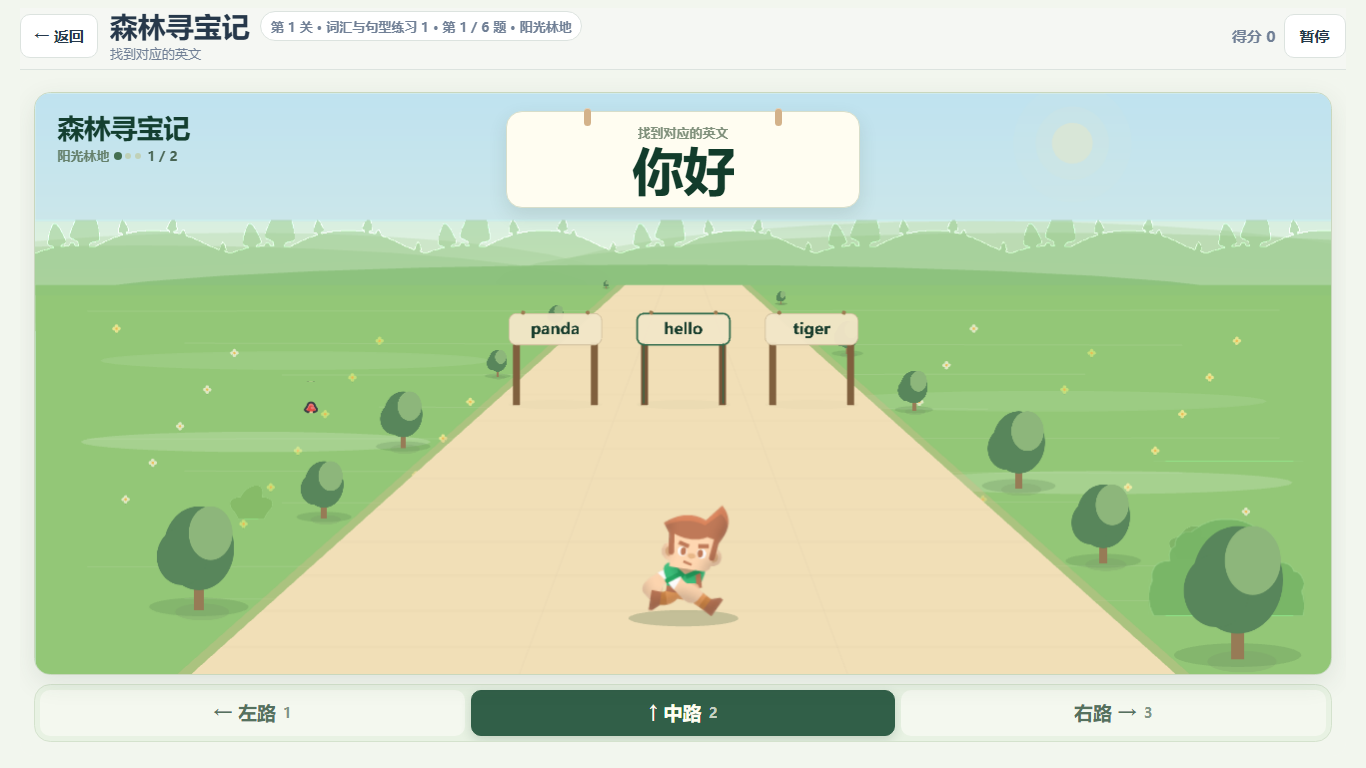 ← 返回
森林寻宝记
第 1 关 • 词汇与句型练习 1 • 第 1 / 6 题 • 阳光林地
找到对应的英文
得分 0
暂停
森林寻宝记
阳光林地 1 / 2
找到对应的英文
你好
panda
hello
tiger
← 左路 1
↑ 中路 2
右路 → 3